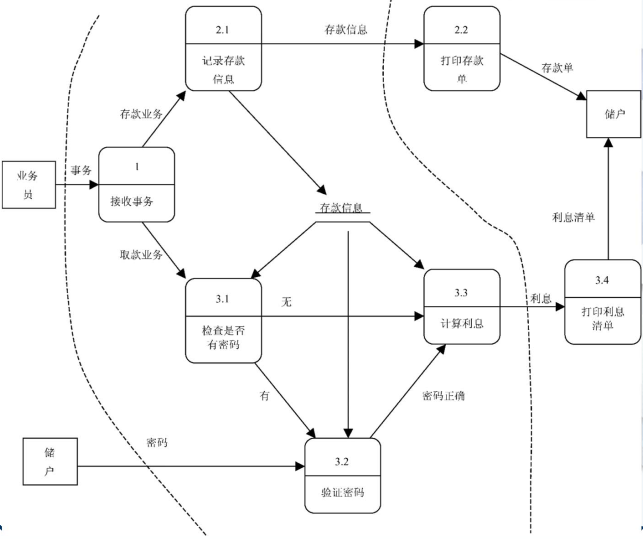 2.1
记录存款
信息
存款信息
2.2
打印存款
单
存款单
储户
存款业务
业务
员
事务
1
接收事务
存款信息
取款业务
利息清单
3.1
检查是否
有密码
无
3.3
计算利息
利息
3.4
打印利息
清单
有
密码正确
储
户
密码
3.2
验证密码